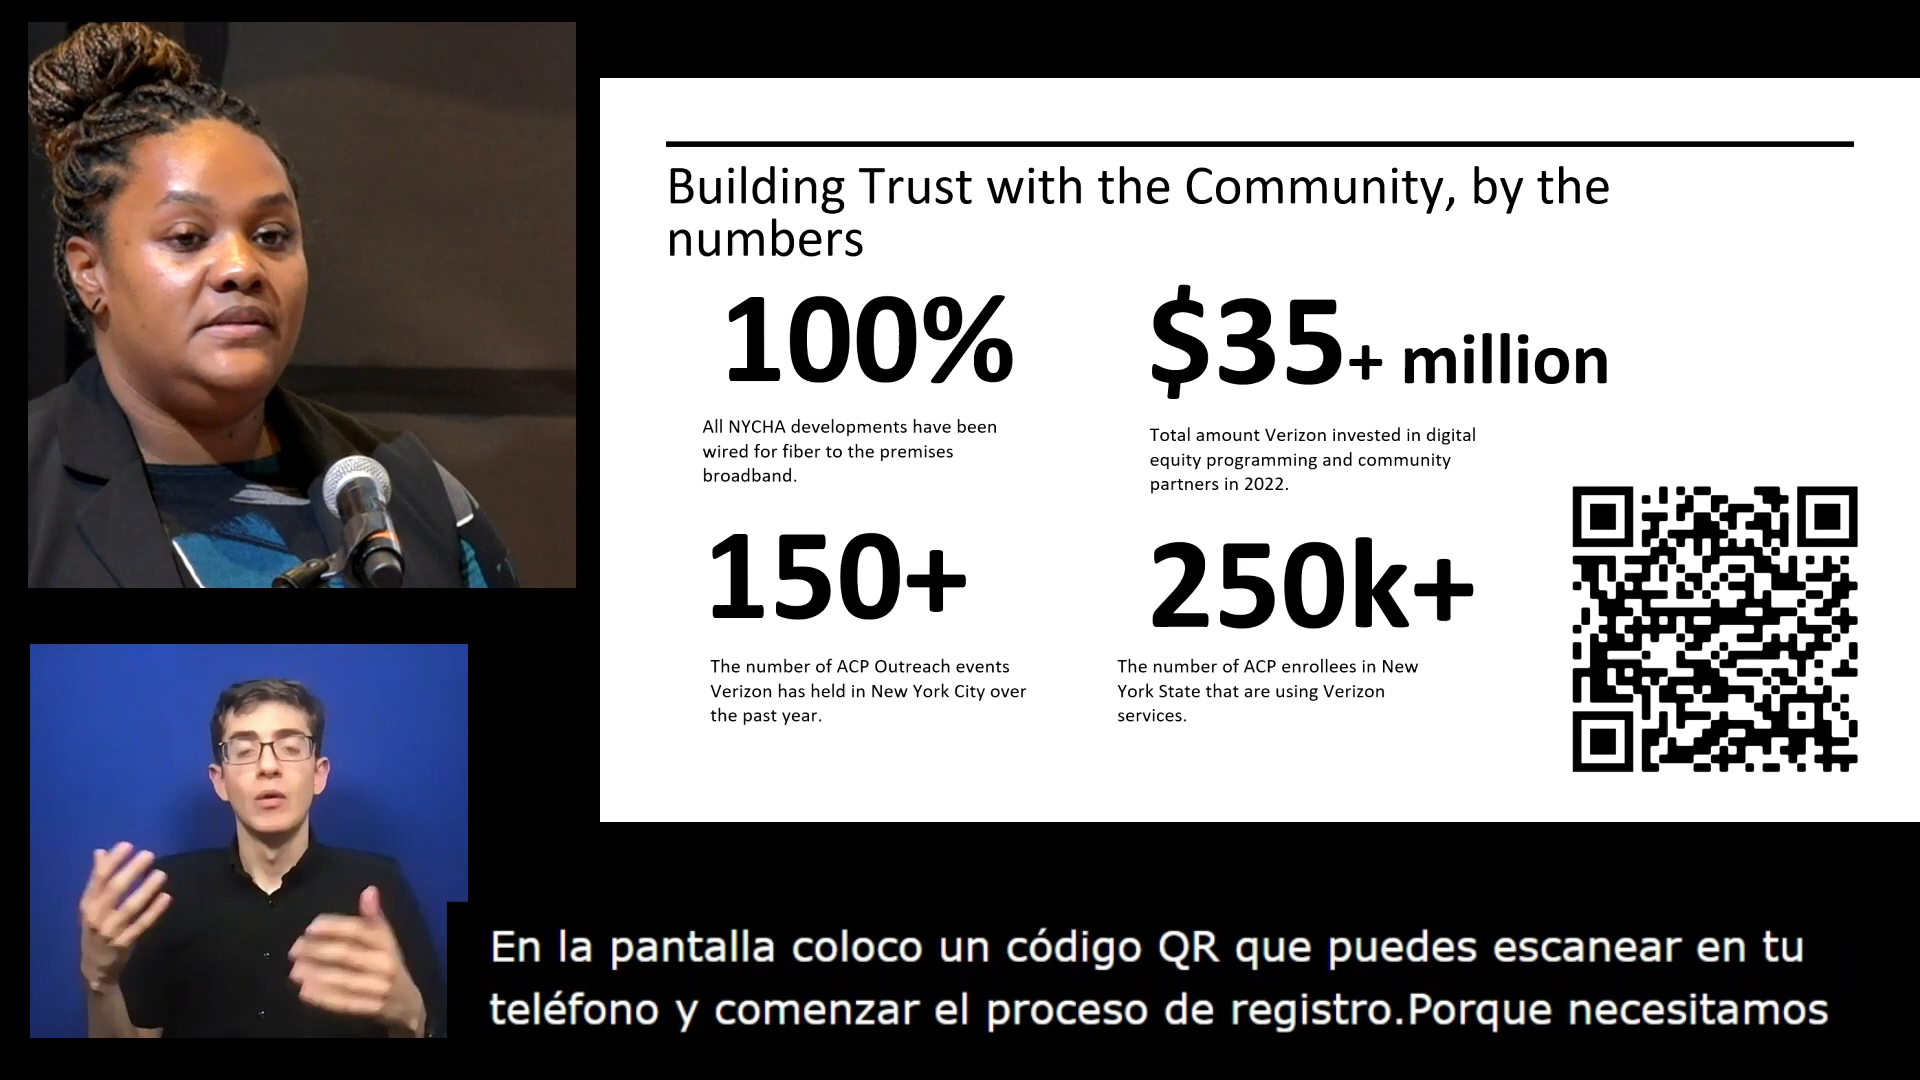 Building Trust with the Community, by the
numbers
100%
All NYCHA developments have been
wired for fiber to the premises
broadband.
$35+ million
Total amount Verizon invested in digital
equity programming and community
partners in 2022.
150+
The number of ACP Outreach events
Verizon has held in New York City over
the past year.
250k+
The number of ACP enrollees in New
York State that are using Verizon
services.
En la pantalla coloco un código QR que puedes escanear en tu
teléfono y comenzar el proceso de registro.Porque necesitamos